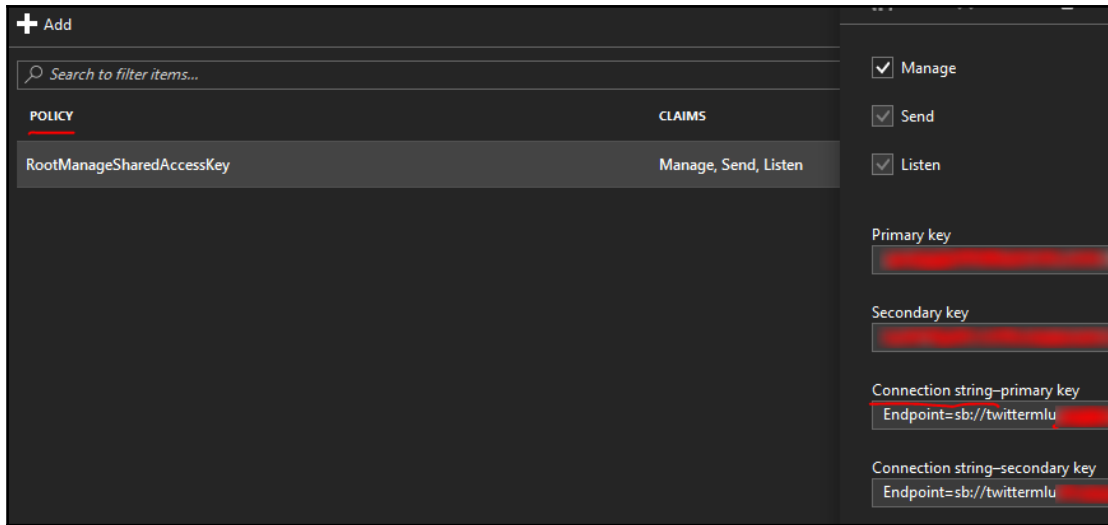 Add
Search to filter items...
POLICY CLAIMS
RootManageSharedAccessKey Manage, Send, Listen
Manage
Send
Listen
Primary key
Secondary key
Connection string–primary key
Endpoint=sb://twittermlu
Connection string–secondary key
Endpoint=sb://twittermlu